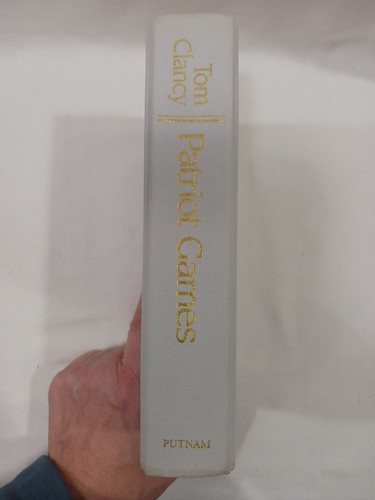 Tom
Clancy
Patriot Games
PUTNAM